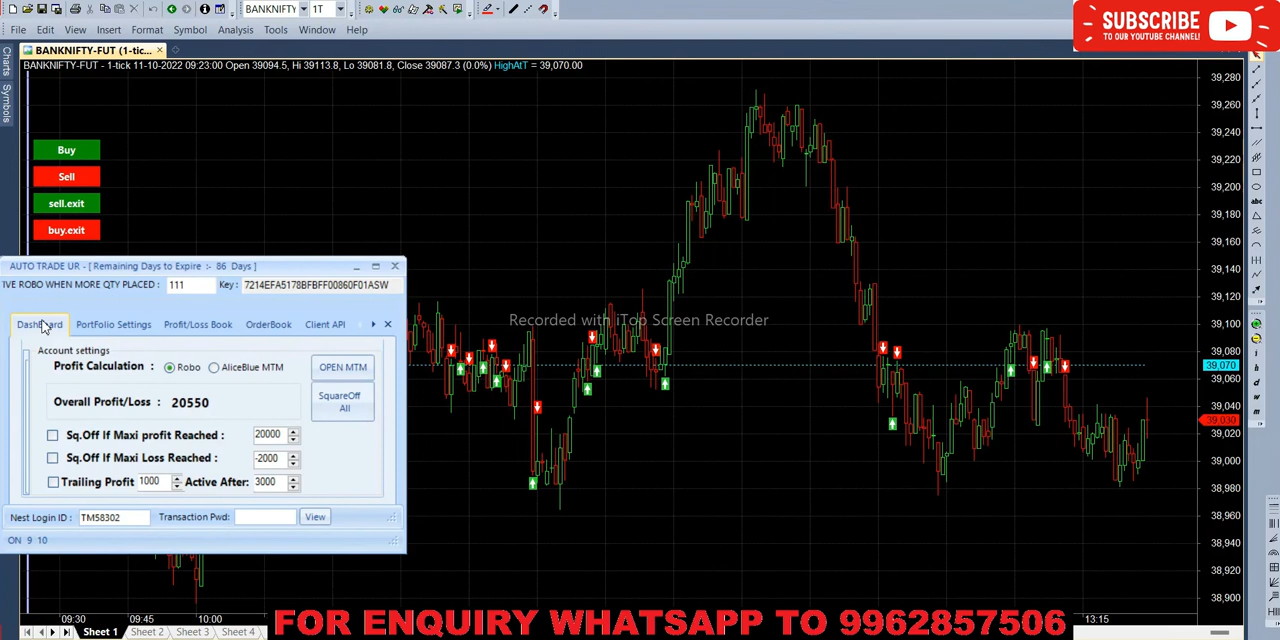 BANKNIFTY
1T
SUBSCRIBE
TO OUR YOUTUBE CHANNEL!
File Edit View Insert Format Symbol Analysis Tools Window Help
BANKNIFTY-FUT (1-tic...
BANKNIFTY-FUT - 1-tick 11-10-2022 09:23:00 Open 39094.5, Hi 39113.8, Lo 39081.8, Close 39087.3 (0.0%) HighAtT = 39,070.00
Charts
Symbols
39,280
39,260
39,240
39,220
39,200
39,180
39,160
39,140
39,120
39,100
39,080
39,070
39,060
39,040
39,030
39,020
39,000
38,980
38,960
38,940
38,920
38,900
Buy
Sell
sell.exit
buy.exit
AUTO TRADE UR - [ Remaining Days to Expire :- 86 Days ]
IVE ROBO WHEN MORE QTY PLACED : 111 Key : 7214EFA5178BFBFF00860F01ASW
DashBoard PortFolio Settings Profit/Loss Book OrderBook Client API
Account settings
Profit Calculation : Robo AliceBlue MTM OPEN MTM
Overall Profit/Loss : 20550
SquareOff
All
Sq.Off If Maxi profit Reached : 20000
Sq.Off If Maxi Loss Reached : -2000
Trailing Profit 1000 Active After: 3000
Nest Login ID : TM58302 Transaction Pwd: View
ON 9 10
Recorded with iTop Screen Recorder
abc
i
h
d
w
m
09:30 09:45 10:00 13:15
Sheet 1 Sheet 2 Sheet 3 Sheet 4
FOR ENQUIRY WHATSAPP TO 9962857506